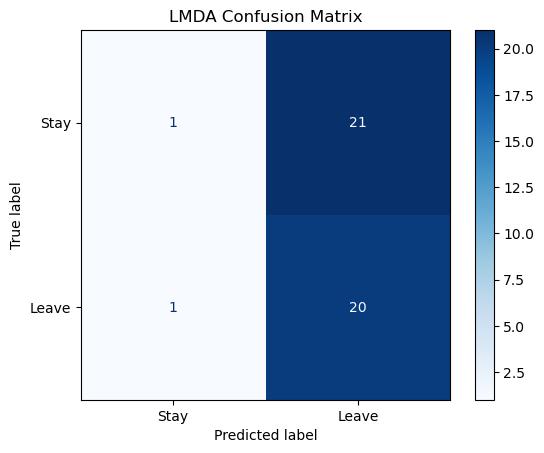 LMDA Confusion Matrix
Stay
1
21
Leave
1
20
Stay
Leave
True label
Predicted label
20.0
17.5
15.0
12.5
10.0
7.5
5.0
2.5